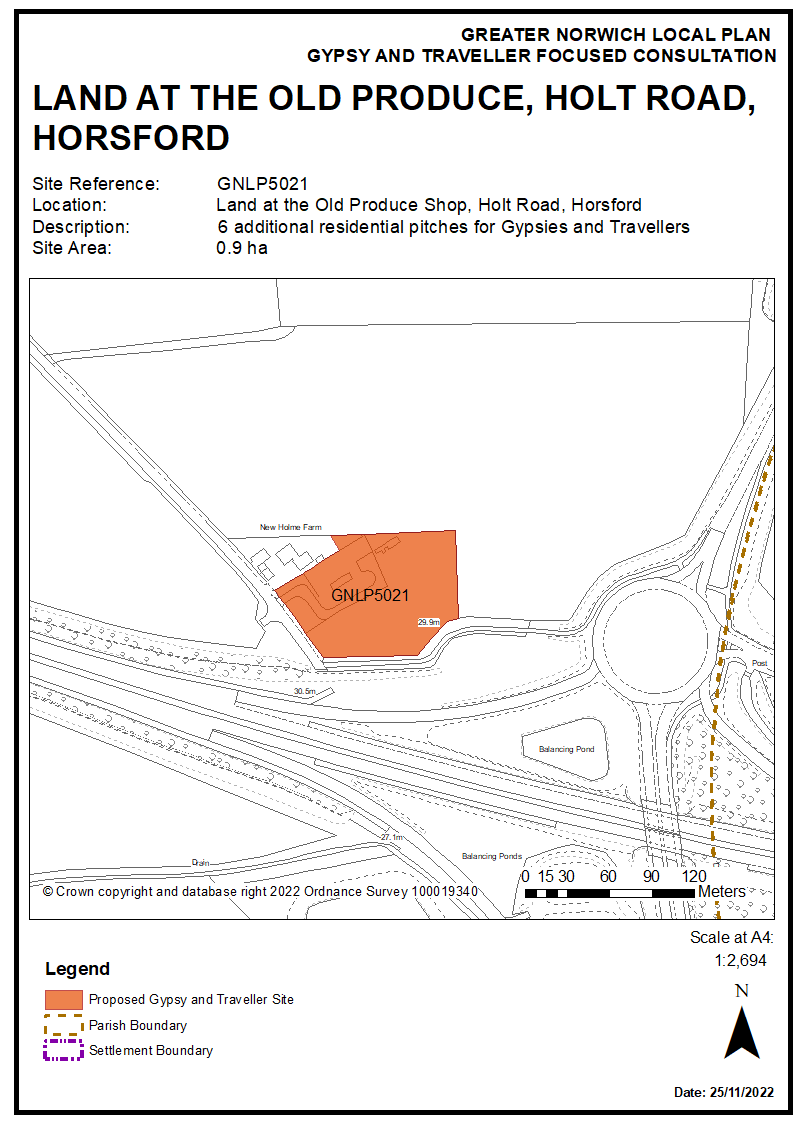 GREATER NORWICH LOCAL PLAN
GYPSY AND TRAVELLER FOCUSED CONSULTATION
LAND AT THE OLD PRODUCE, HOLT ROAD,
HORSFORD
Site Reference: GNLP5021
Location: Land at the Old Produce Shop, Holt Road, Horsford
Description: 6 additional residential pitches for Gypsies and Travellers
Site Area: 0.9 ha
New Holme Farm
GNLP5021
29.9m
Post
30.5m
Balancing Pond
27.1m
Drain
Balancing Ponds
0 15 30 60 90 120
Meters
© Crown copyright and database right 2022 Ordnance Survey 100019340
Scale at A4:
1:2,694
Legend
Proposed Gypsy and Traveller Site
Parish Boundary
Settlement Boundary
N
Date: 25/11/2022